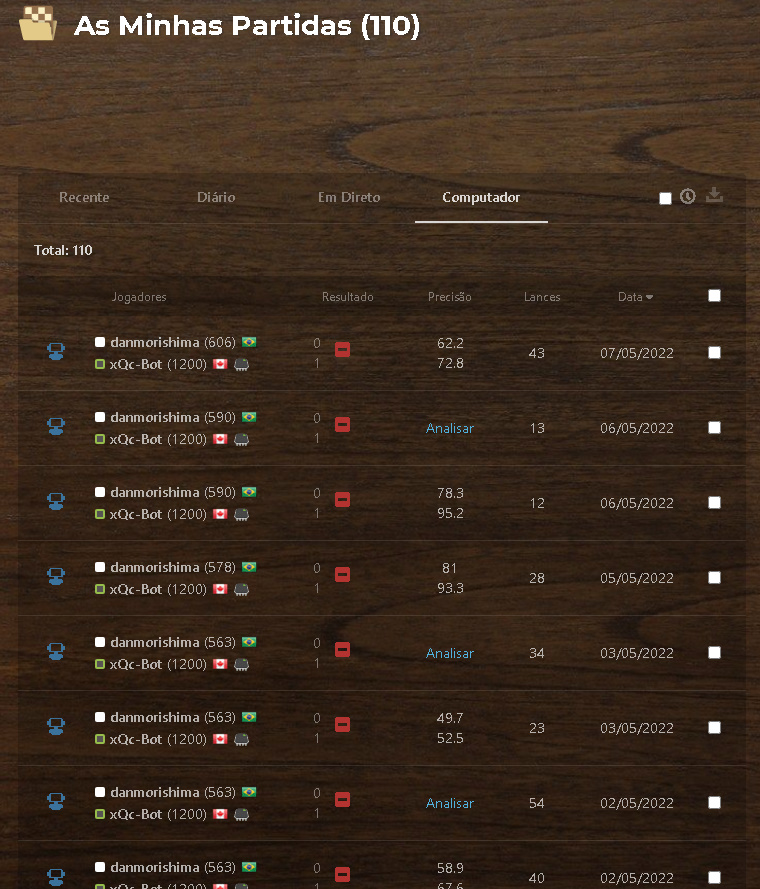 As Minhas Partidas (110)
Recente Diário Em Direto Computador
Total: 110
Jogadores Resultado Precisão Lances Data
danmorishima (606) 0 62.2 43 07/05/2022
xQc-Bot (1200) 1 72.8
danmorishima (590) 0 Analisar 13 06/05/2022
xQc-Bot (1200) 1
danmorishima (590) 0 78.3 12 06/05/2022
xQc-Bot (1200) 1 95.2
danmorishima (578) 0 81 28 05/05/2022
xQc-Bot (1200) 1 93.3
danmorishima (563) 0 Analisar 34 03/05/2022
xQc-Bot (1200) 1
danmorishima (563) 0 49.7 23 03/05/2022
xQc-Bot (1200) 1 52.5
danmorishima (563) 0 Analisar 54 02/05/2022
xQc-Bot (1200) 1
danmorishima (563) 0 58.9 40 02/05/2022
xQc-Bot (1200) 1 67.6